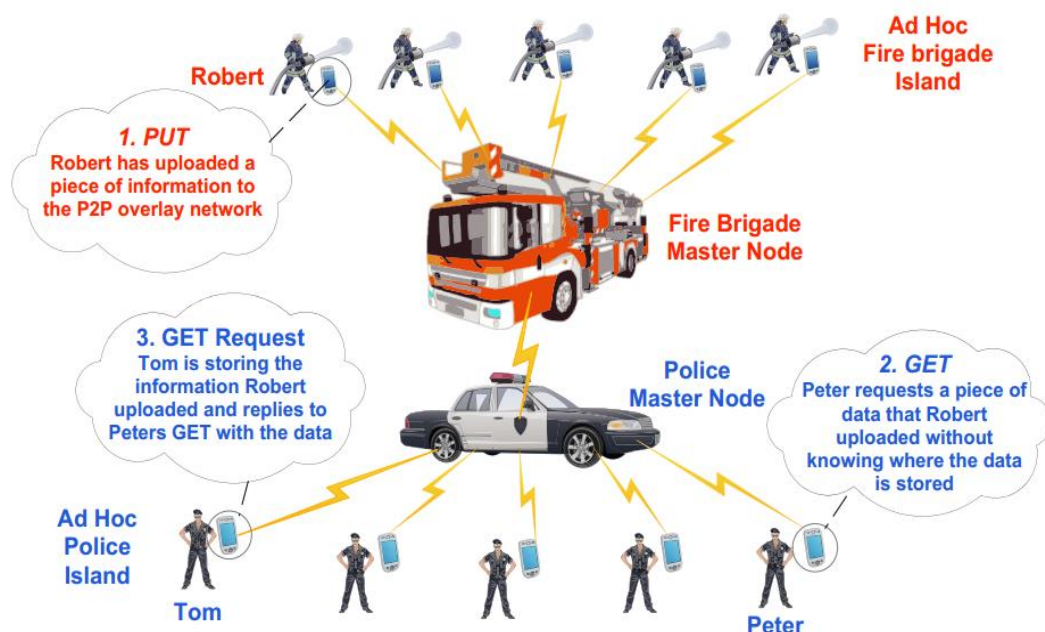 Ad Hoc
Fire brigade
Island
Robert
1. PUT
Robert has uploaded a
piece of information to
the P2P overlay network
Fire Brigade
Master Node
3. GET Request
Tom is storing the
information Robert
uploaded and replies to
Peters GET with the data
Police
Master Node
2. GET
Peter requests a piece of
data that Robert
uploaded without
knowing where the data
is stored
Ad Hoc
Police
Island
Tom
Peter